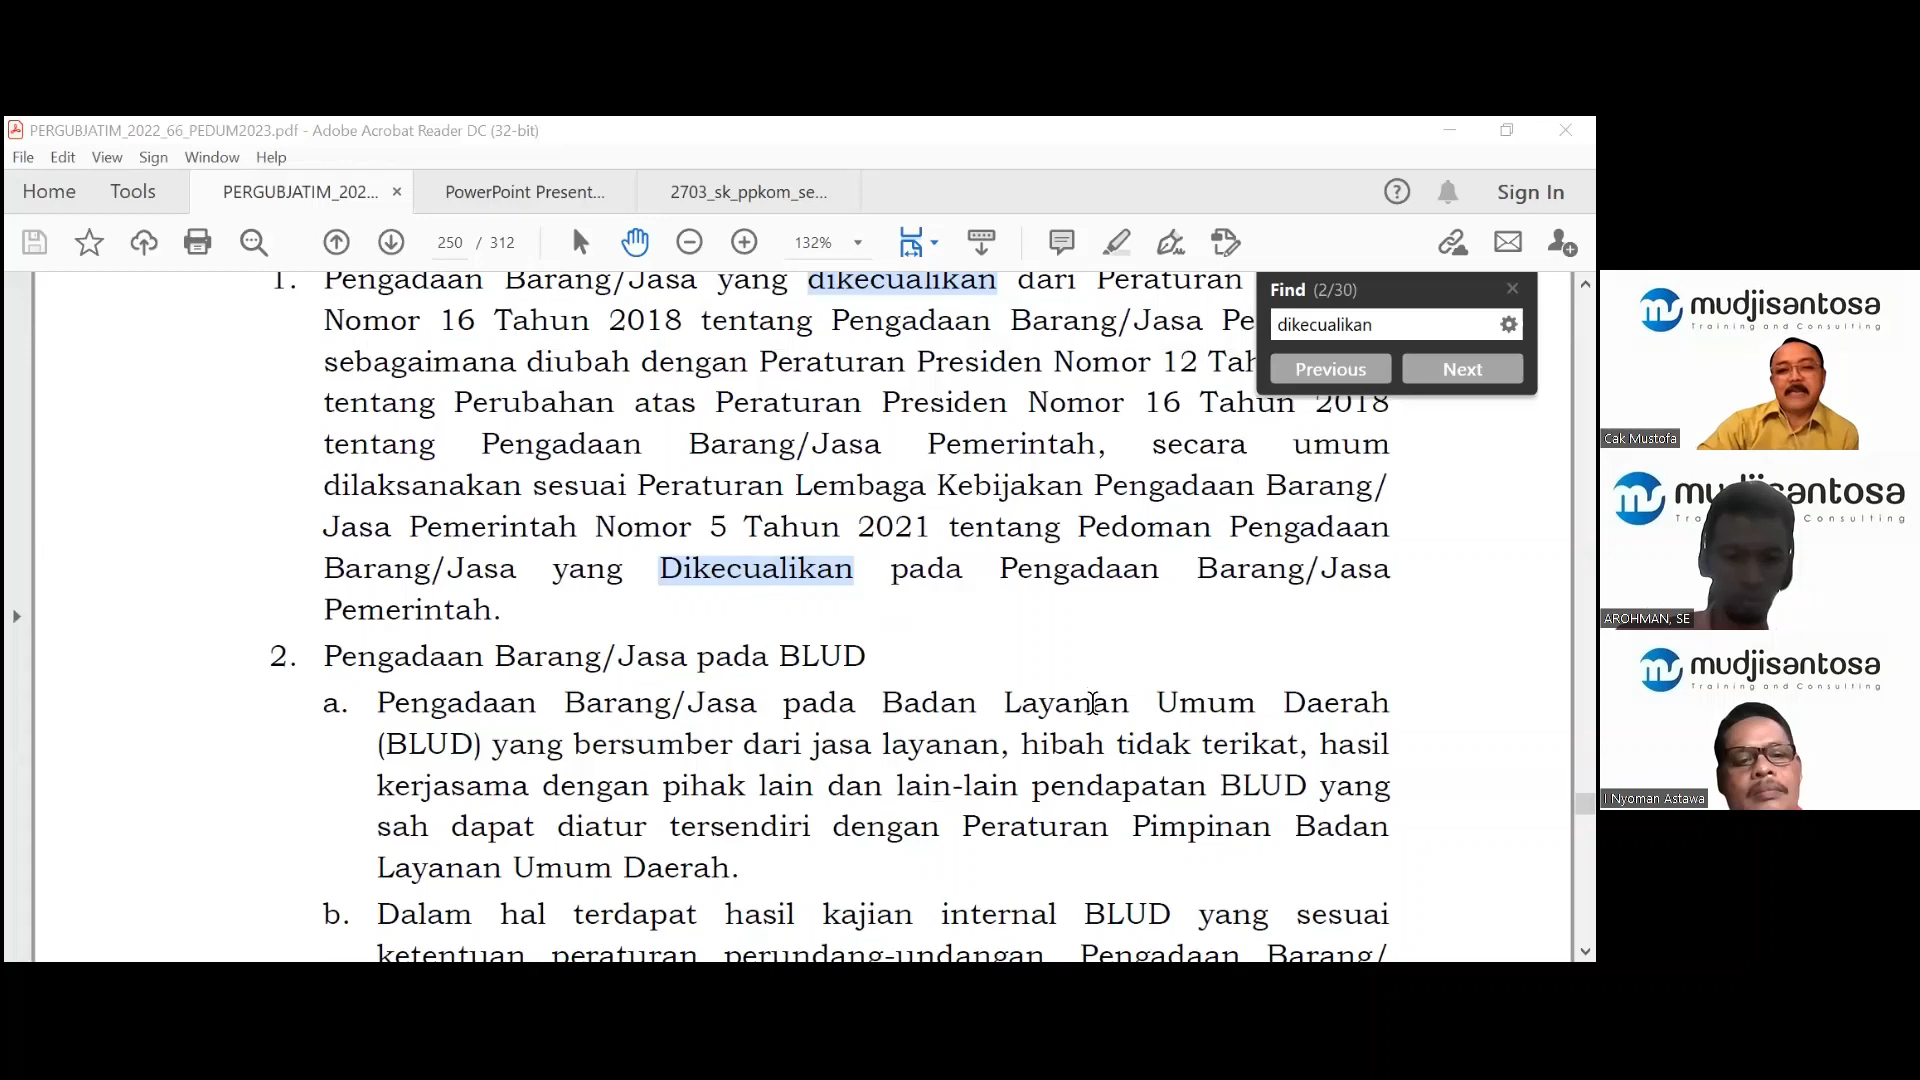 PERGUBJATIM_2022_66_PEDUM2023.pdf - Adobe Acrobat Reader DC (32-bit)
File Edit View Sign Window Help
Home Tools PERGUBJATIM_202... × PowerPoint Present... 2703_sk_ppkom_se... Sign In
250 / 312 132%
1. Pengadaan Barang/Jasa yang dikecualikan dari Peraturan
Nomor 16 Tahun 2018 tentang Pengadaan Barang/Jasa Pe
sebagaimana diubah dengan Peraturan Presiden Nomor 12 Tah
tentang Perubahan atas Peraturan Presiden Nomor 16 Tahun 2018
tentang Pengadaan Barang/Jasa Pemerintah, secara umum
dilaksanakan sesuai Peraturan Lembaga Kebijakan Pengadaan Barang/
Jasa Pemerintah Nomor 5 Tahun 2021 tentang Pedoman Pengadaan
Barang/Jasa yang Dikecualikan pada Pengadaan Barang/Jasa
Pemerintah.
2. Pengadaan Barang/Jasa pada BLUD
a. Pengadaan Barang/Jasa pada Badan Layanan Umum Daerah
(BLUD) yang bersumber dari jasa layanan, hibah tidak terikat, hasil
kerjasama dengan pihak lain dan lain-lain pendapatan BLUD yang
sah dapat diatur tersendiri dengan Peraturan Pimpinan Badan
Layanan Umum Daerah.
b. Dalam hal terdapat hasil kajian internal BLUD yang sesuai
ketentuan peraturan perundang-undangan, Pengadaan Barang/
Find (2/30)
dikecualikan
Previous Next
mudjisantosa
Training and Consulting
Cak Mustofa
Consulting
AROHMAN, SE
mudjisantosa
Training and Consulting
I Nyoman Astawa